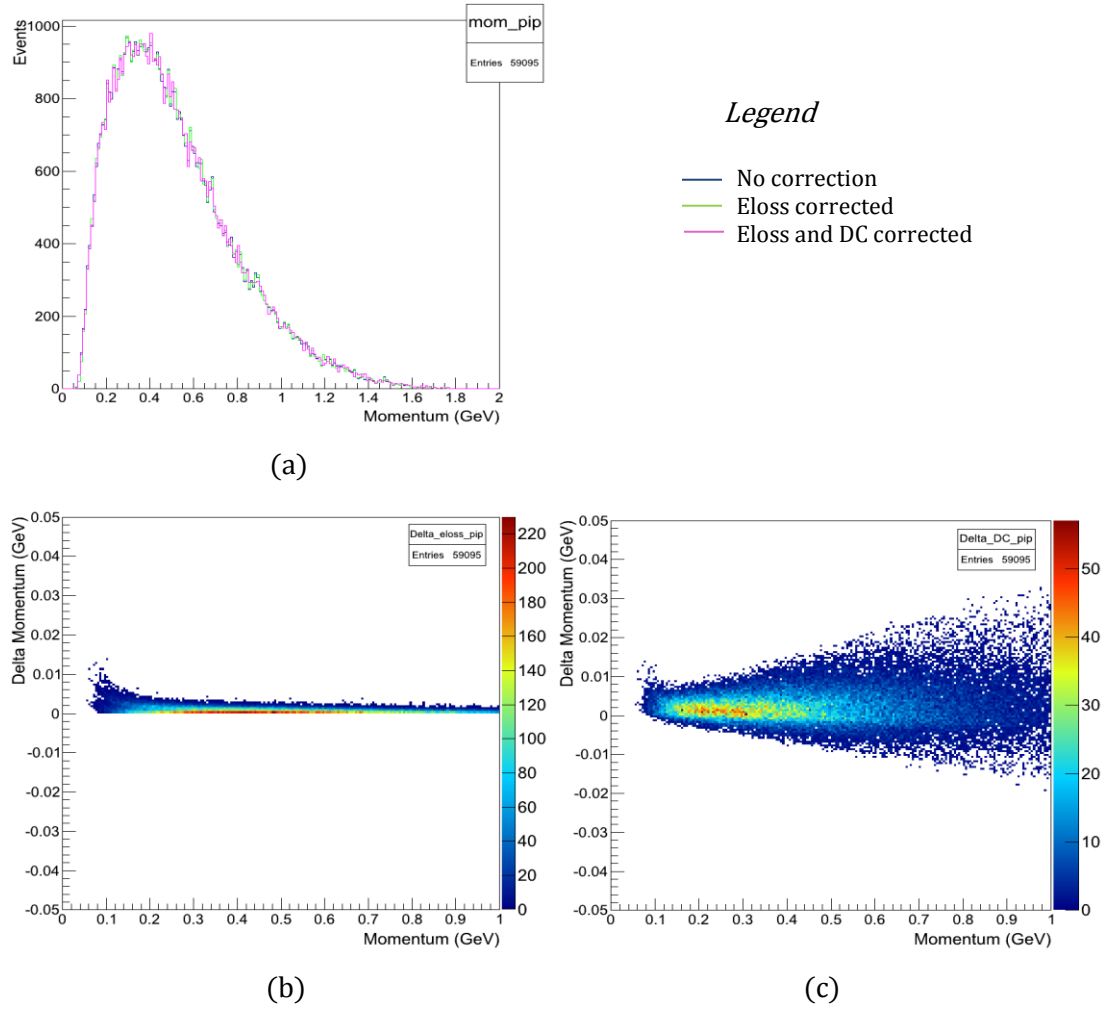 mom_pip
Entries 59095
Events
1000
800
600
400
200
0
0 0.2 0.4 0.6 0.8 1 1.2 1.4 1.6 1.8 2
Momentum (GeV)
(a)
Legend
No correction
Eloss corrected
Eloss and DC corrected
Delta_eloss_pip
Entries 59095
Delta Momentum (GeV)
0.05
0.04
0.03
0.02
0.01
0
-0.01
-0.02
-0.03
-0.04
-0.05
0 0.1 0.2 0.3 0.4 0.5 0.6 0.7 0.8 0.9 1
Momentum (GeV)
220
200
180
160
140
120
100
80
60
40
20
0
(b)
Delta_DC_pip
Entries 59095
Delta Momentum (GeV)
0.05
0.04
0.03
0.02
0.01
0
-0.01
-0.02
-0.03
-0.04
-0.05
0 0.1 0.2 0.3 0.4 0.5 0.6 0.7 0.8 0.9 1
Momentum (GeV)
50
40
30
20
10
0
(c)